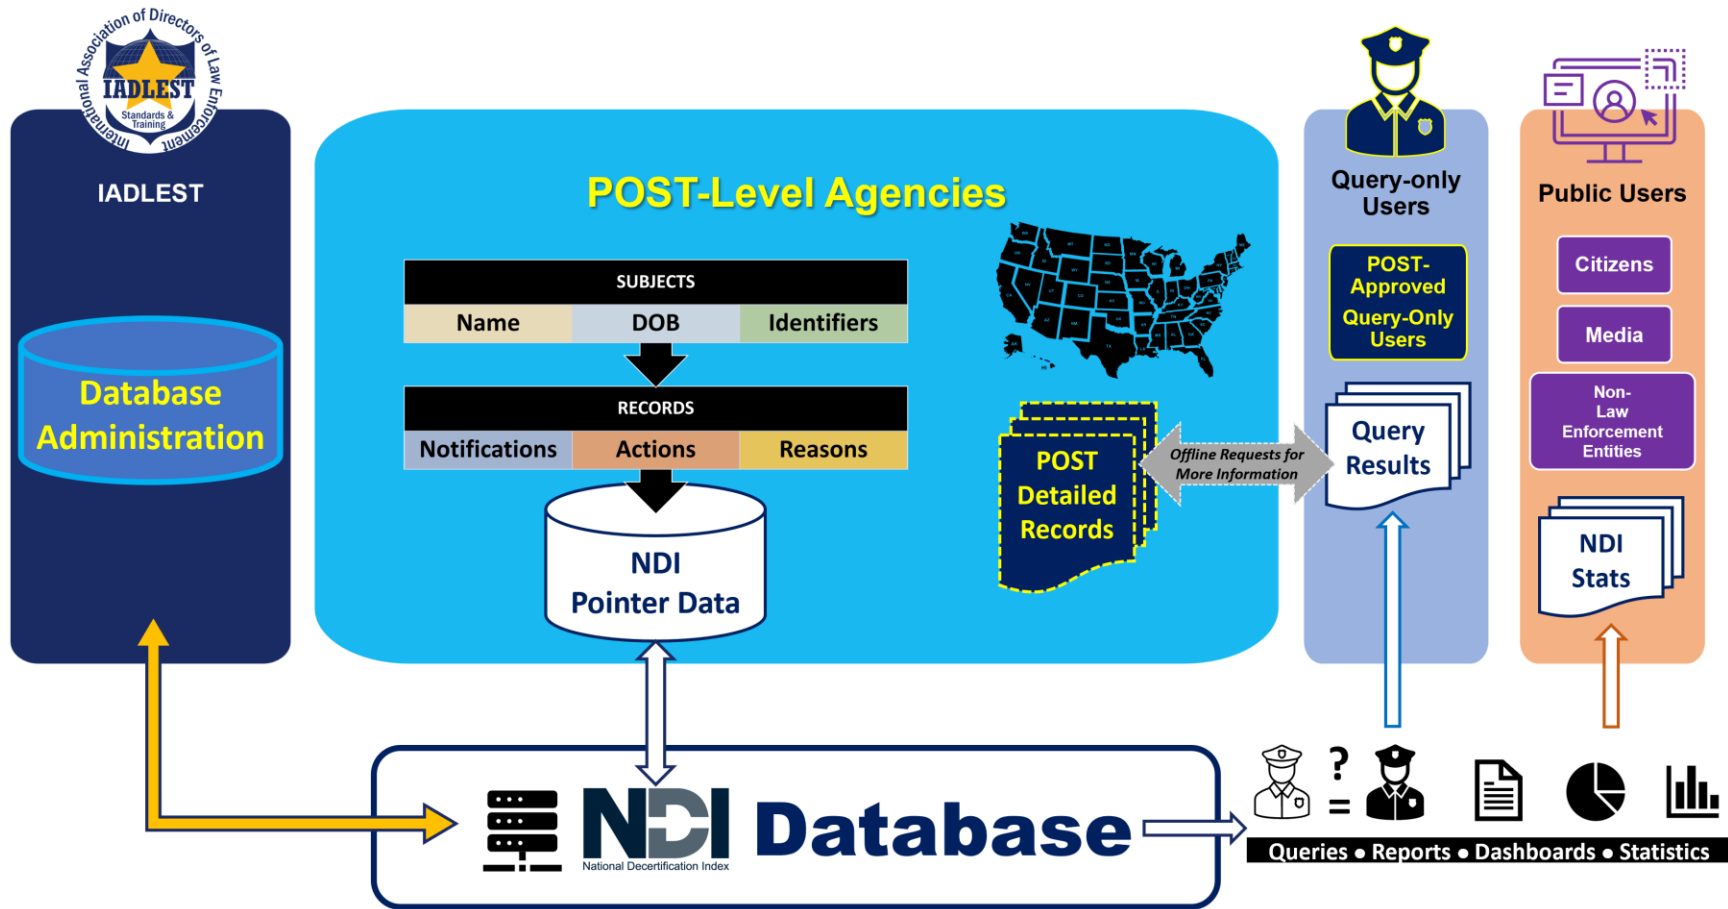 International Association of Directors of Law Enforcement
IADLEST
Standards &
Training
IADLEST
Database
Administration
POST-Level Agencies
SUBJECTS
Name DOB Identifiers
RECORDS
Notifications Actions Reasons
NDI
Pointer Data
POST
Detailed
Records
Offline Requests for
More Information
Query-only
Users
POST-
Approved
Query-Only
Users
Query
Results
Public Users
Citizens
Media
Non-
Law
Enforcement
Entities
NDI
Stats
NDI Database
National Decertification Index
?
=
Queries ● Reports ● Dashboards ● Statistics